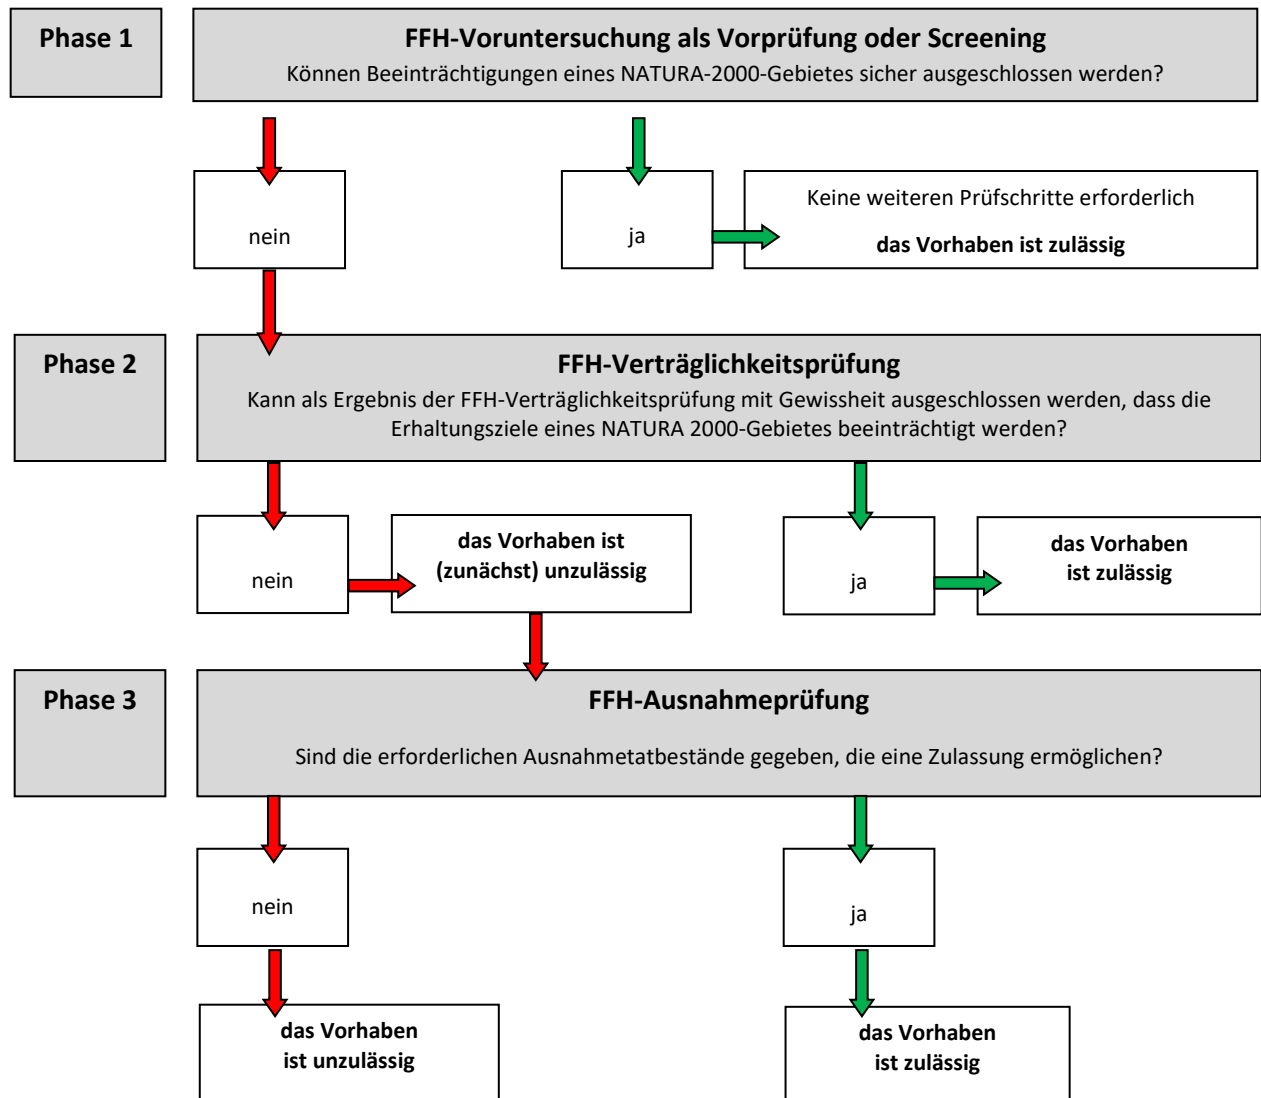 Phase 1
FFH-Voruntersuchung als Vorprüfung oder Screening
Können Beeinträchtigungen eines NATURA-2000-Gebietes sicher ausgeschlossen werden?
nein
ja
Keine weiteren Prüfschritte erforderlich
das Vorhaben ist zulässig
Phase 2
FFH-Verträglichkeitsprüfung
Kann als Ergebnis der FFH-Verträglichkeitsprüfung mit Gewissheit ausgeschlossen werden, dass die
Erhaltungsziele eines NATURA 2000-Gebietes beeinträchtigt werden?
nein
das Vorhaben ist
(zunächst) unzulässig
ja
das Vorhaben
ist zulässig
Phase 3
FFH-Ausnahmeprüfung
Sind die erforderlichen Ausnahmetatbestände gegeben, die eine Zulassung ermöglichen?
nein
ja
das Vorhaben
ist unzulässig
das Vorhaben
ist zulässig